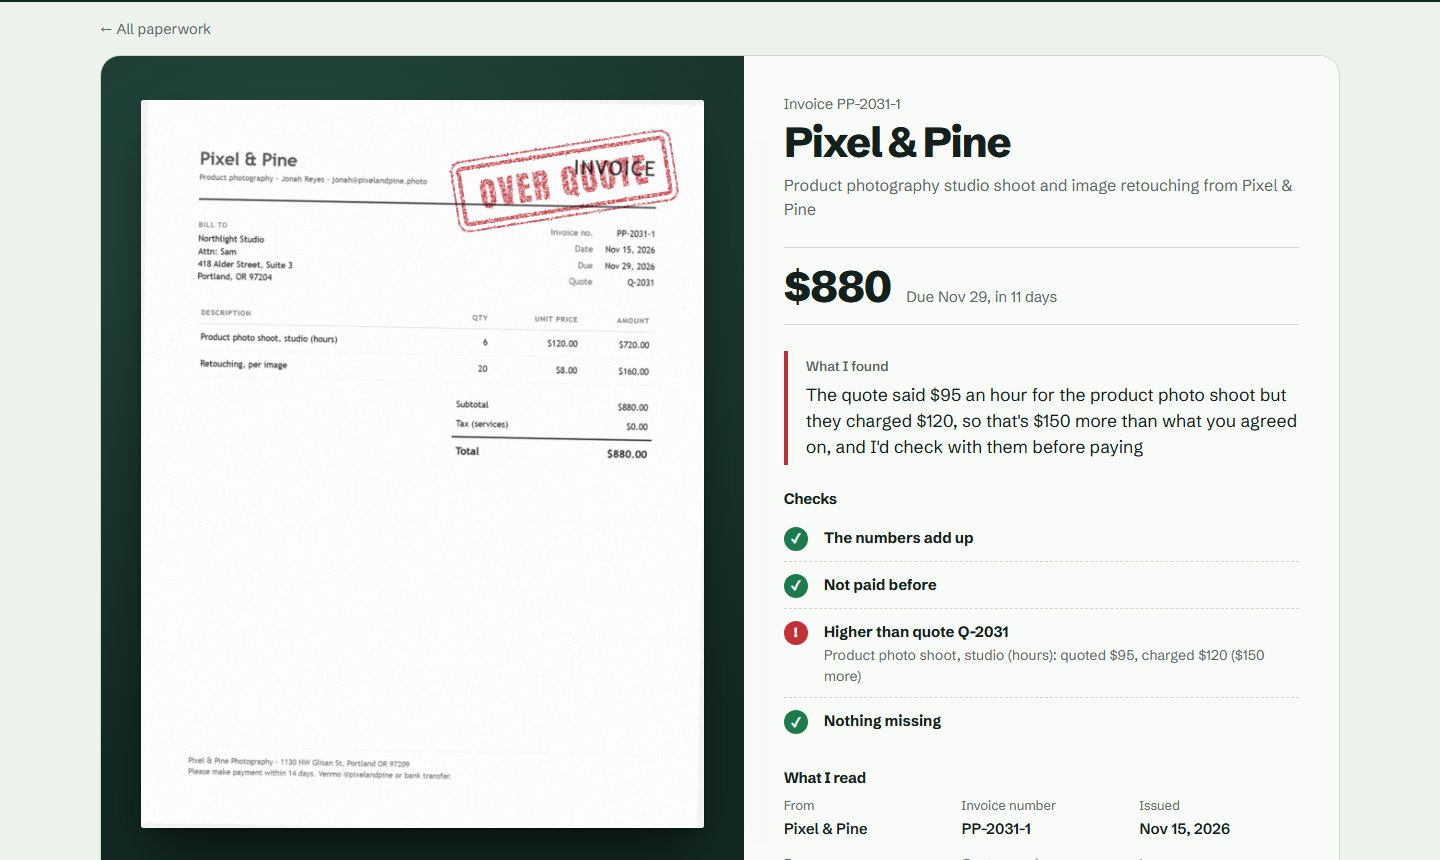 ← All paperwork
Pixel & Pine
Product photography · Jonah Reyes · jonah@pixelandpine.photo
INVOICE
OVER QUOTE
BILL TO
Northlight Studio
Attn: Sam
418 Alder Street, Suite 3
Portland, OR 97204
Invoice no. PP-2031-1
Date Nov 15, 2026
Due Nov 29, 2026
Quote Q-2031
DESCRIPTION QTY UNIT PRICE AMOUNT
Product photo shoot, studio (hours) 6 $120.00 $720.00
Retouching, per image 20 $8.00 $160.00
Subtotal $880.00
Tax (services) $0.00
Total $880.00
Pixel & Pine Photography · 1130 NW Glisan St, Portland OR 97209
Please make payment within 14 days. Venmo @pixelandpine or bank transfer.
Invoice PP-2031-1
Pixel & Pine
Product photography studio shoot and image retouching from Pixel &
Pine
$880 Due Nov 29, in 11 days
What I found
The quote said $95 an hour for the product photo shoot but
they charged $120, so that's $150 more than what you agreed
on, and I'd check with them before paying
Checks
The numbers add up
Not paid before
Higher than quote Q-2031
Product photo shoot, studio (hours): quoted $95, charged $120 ($150
more)
Nothing missing
What I read
From Invoice number Issued
Pixel & Pine PP-2031-1 Nov 15, 2026